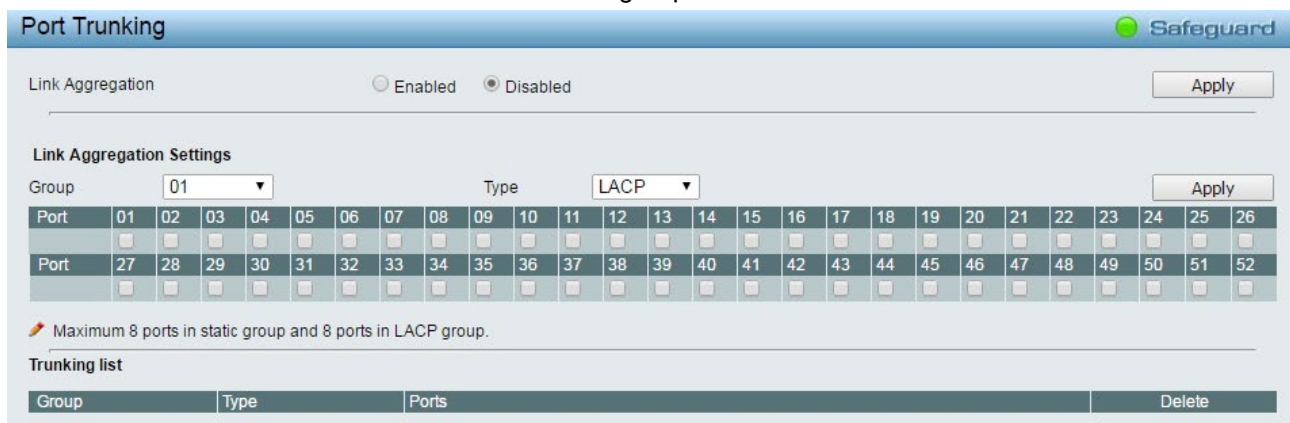 Port Trunking Safeguard
Link Aggregation Enabled Disabled Apply
Link Aggregation Settings
Group 01 Type LACP Apply
Port 01 02 03 04 05 06 07 08 09 10 11 12 13 14 15 16 17 18 19 20 21 22 23 24 25 26
Port 27 28 29 30 31 32 33 34 35 36 37 38 39 40 41 42 43 44 45 46 47 48 49 50 51 52
Maximum 8 ports in static group and 8 ports in LACP group.
Trunking list
Group Type Ports Delete